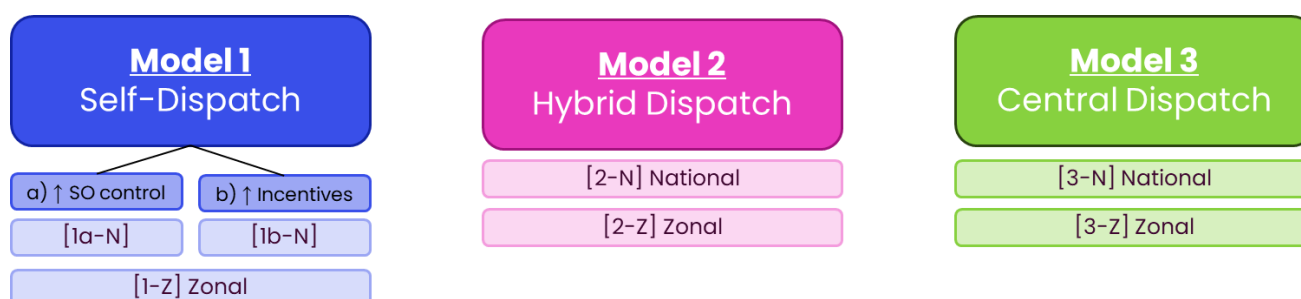 Model 1
Self-Dispatch
a) ↑ SO control
b) ↑ Incentives
[1a-N]
[1b-N]
[1-Z] Zonal
Model 2
Hybrid Dispatch
[2-N] National
[2-Z] Zonal
Model 3
Central Dispatch
[3-N] National
[3-Z] Zonal